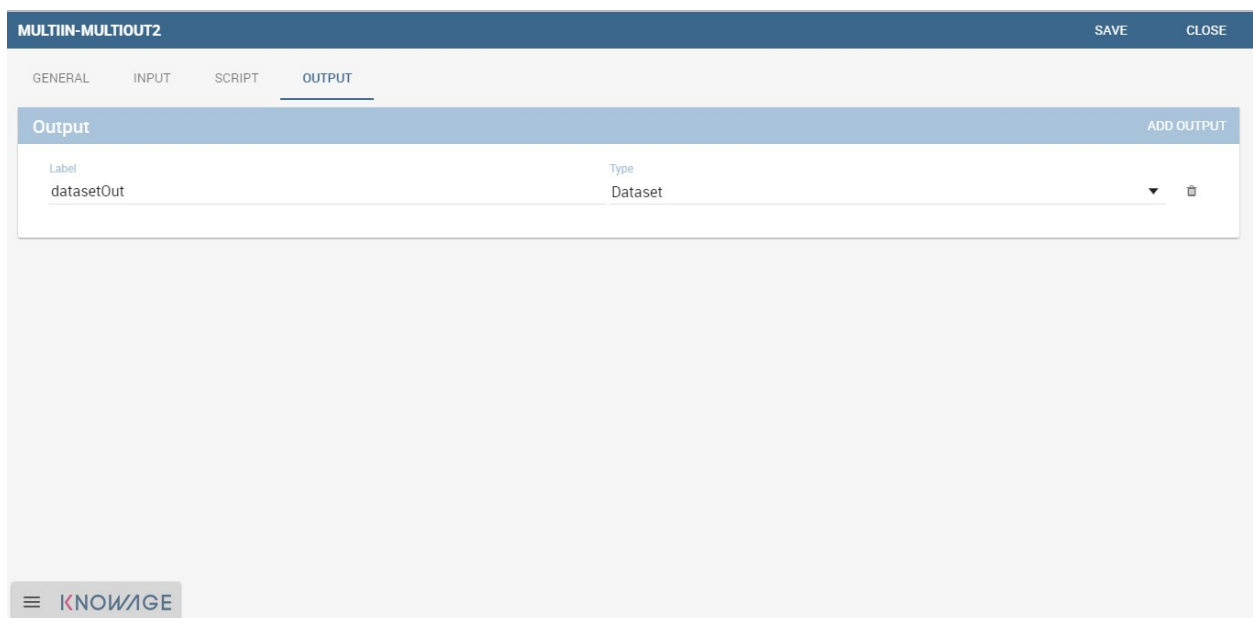 MULTIIN-MULTIOUT2 SAVE CLOSE
GENERAL INPUT SCRIPT OUTPUT
Output ADD OUTPUT
Label Type
datasetOut Dataset
KNOWAGE